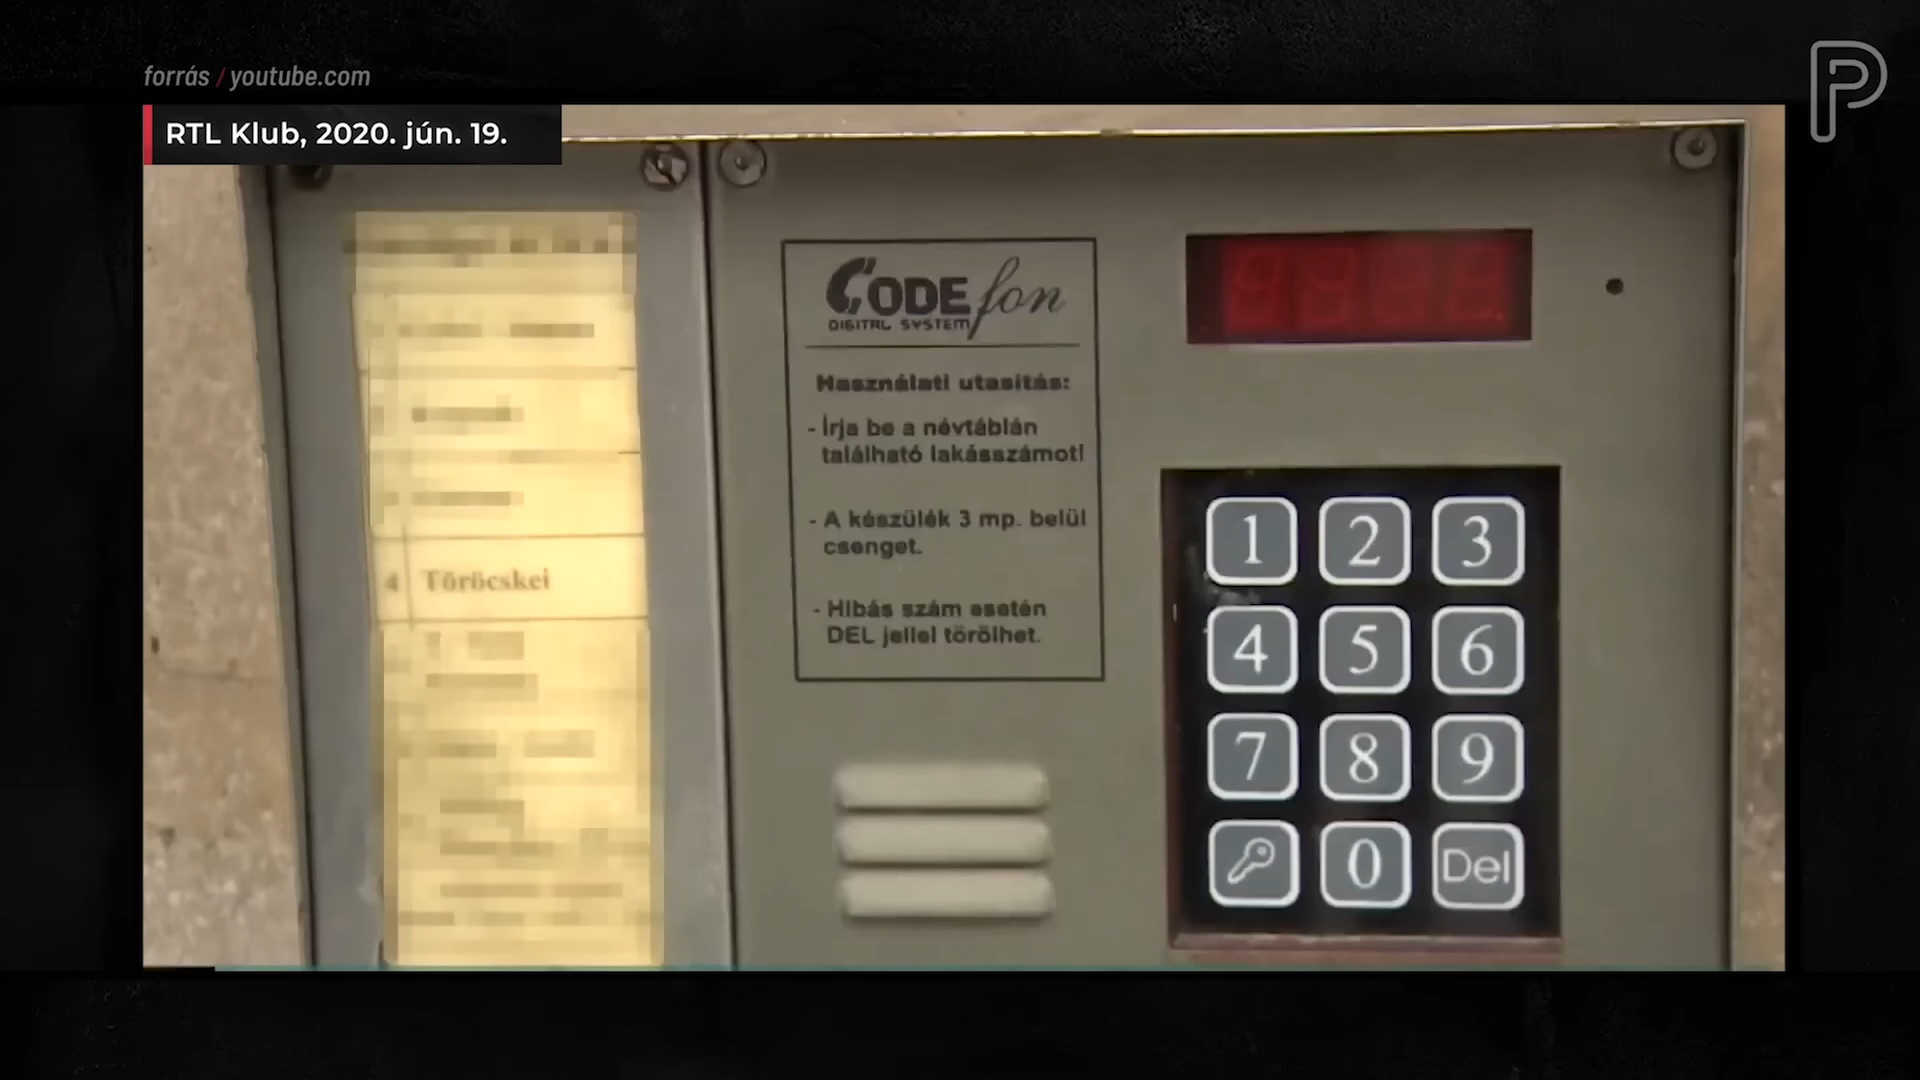 forrás / youtube.com
RTL Klub, 2020. jún. 19.
4 Töröcskei
CODEfon
DIGITAL SYSTEM
Használati utasítás:
- Írja be a névtáblán
található lakásszámot!
- A készülék 3 mp. belül
csenget.
- Hibás szám esetén
DEL jellel törölhet.
1 2 3
4 5 6
7 8 9
0 Del